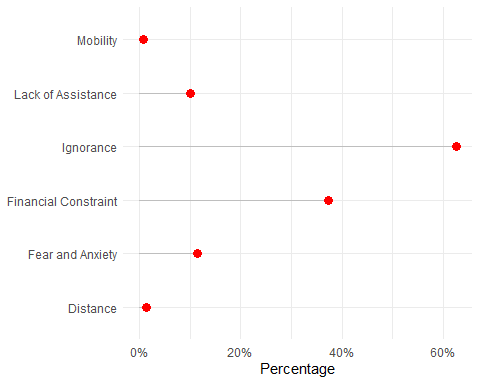 Mobility
Lack of Assistance
Ignorance
Financial Constraint
Fear and Anxiety
Distance
0% 20% 40% 60%
Percentage